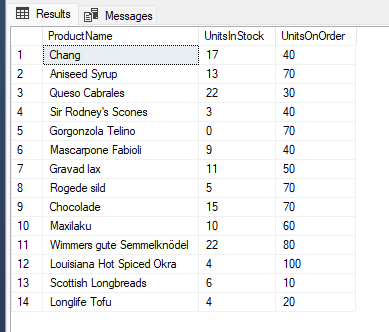 Results Messages
ProductName UnitsInStock UnitsOnOrder
1 Chang 17 40
2 Aniseed Syrup 13 70
3 Queso Cabrales 22 30
4 Sir Rodney's Scones 3 40
5 Gorgonzola Telino 0 70
6 Mascarpone Fabioli 9 40
7 Gravad lax 11 50
8 Rogede sild 5 70
9 Chocolade 15 70
10 Maxilaku 10 60
11 Wimmers gute Semmelknödel 22 80
12 Louisiana Hot Spiced Okra 4 100
13 Scottish Longbreads 6 10
14 Longlife Tofu 4 20